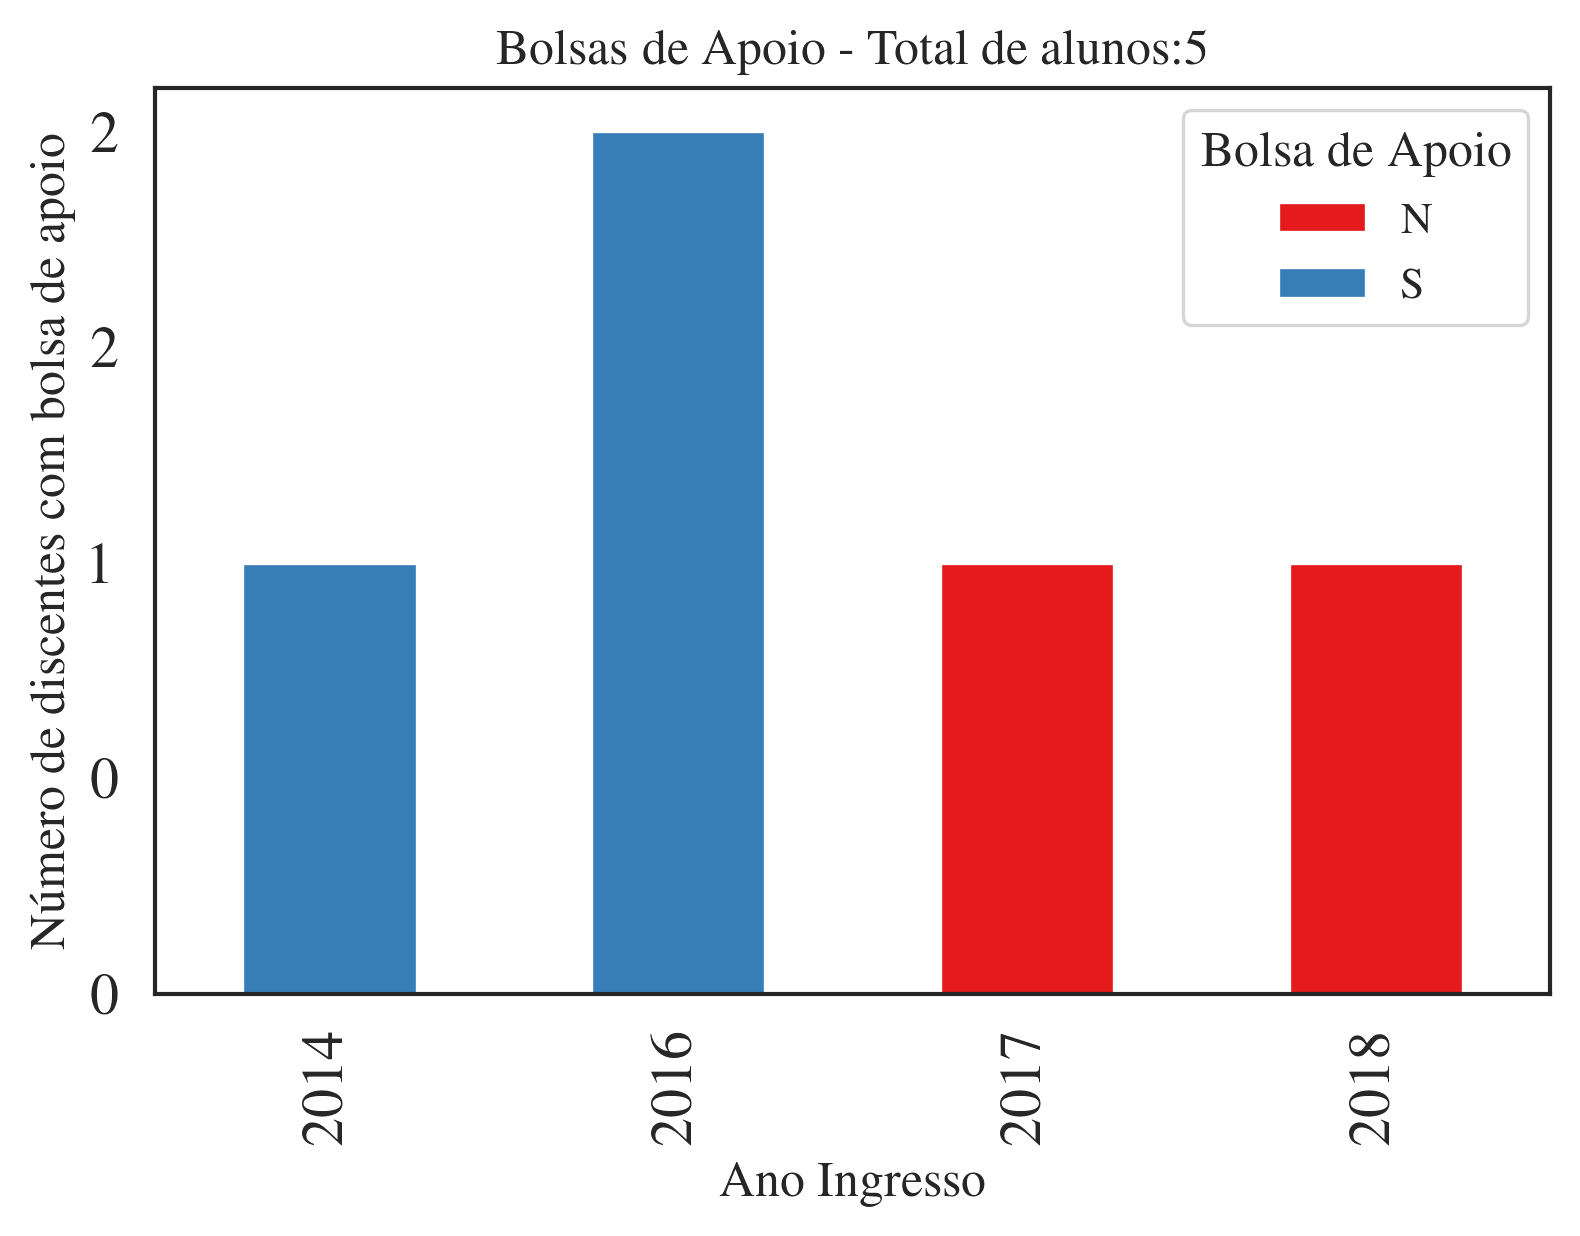 Bolsas de Apoio - Total de alunos:5
Número de discentes com bolsa de apoio
2
2
1
0
0
Bolsa de Apoio
N
S
2014
2016
2017
2018
Ano Ingresso